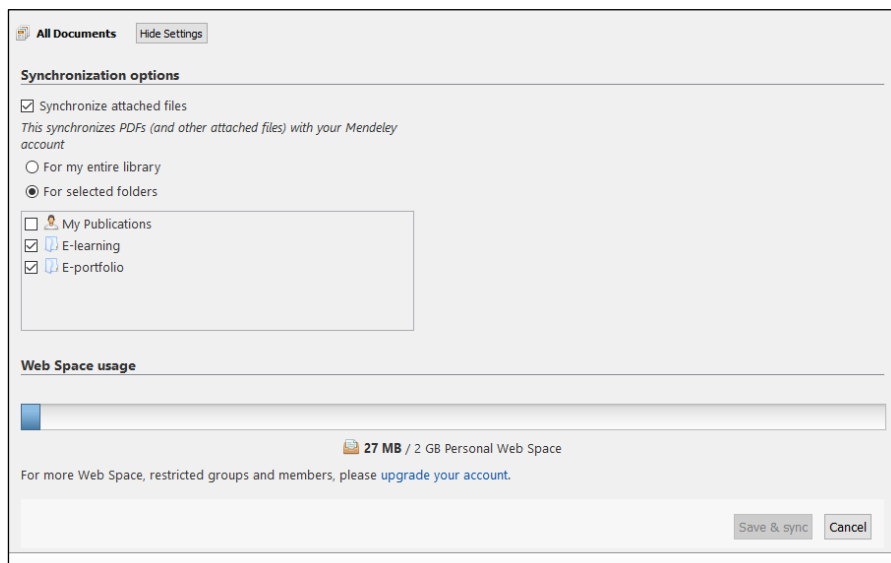 All Documents Hide Settings
Synchronization options
Synchronize attached files
This synchronizes PDFs (and other attached files) with your Mendeley
account
For my entire library
For selected folders
My Publications
E-learning
E-portfolio
Web Space usage
27 MB / 2 GB Personal Web Space
For more Web Space, restricted groups and members, please upgrade your account.
Save & sync Cancel